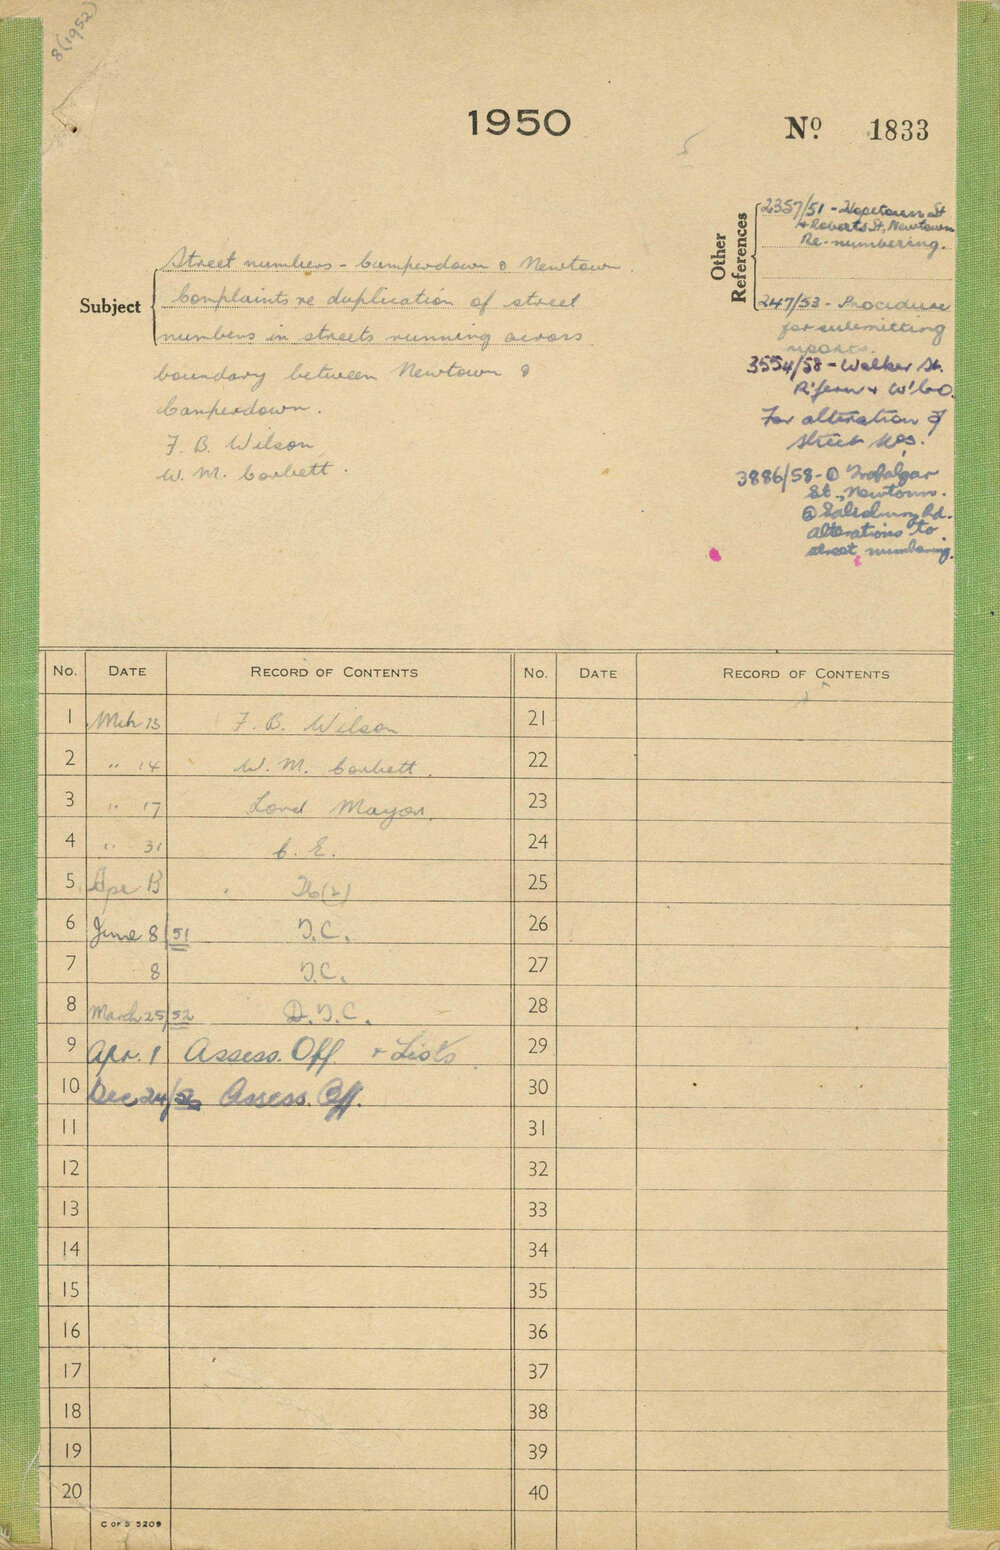 8(1952)
1950
No 1833
Other References
2357/51 - Hopetoun St
& Roberts St, Newtown
Re-numbering.
247/53 - Procedure
for submitting
reports.
3554/58 - Walker St.
R'fern & W'loo.
For alteration of
street Nos.
3886/58 - ① Trafalgar
St., Newtown.
② Salisbury Rd.
alterations to
street numbering.
Subject
Street numbers - Camperdown & Newtown.
Complaints re duplication of street
numbers in streets running across
boundary between Newtown &
Camperdown.
F. B. Wilson
W. M. Corbett.
No. DATE RECORD OF CONTENTS No. DATE RECORD OF CONTENTS
1 Mch 13 F. B. Wilson 21
2 " 14 W. M. Corbett. 22
3 " 17 Lord Mayor. 23
4 " 31 C. E. 24
5 Apr 13 25
6 June 8/51 T.C. 26
7 8 T.C. 27
8 March 25/52 D.T.C. 28
9 Apr. 1 Assess. Off + Lists 29
10 Dec 24/52 Assess. Off. 30
11 31
12 32
13 33
14 34
15 35
16 36
17 37
18 38
19 39
20 40
C OF S 5209